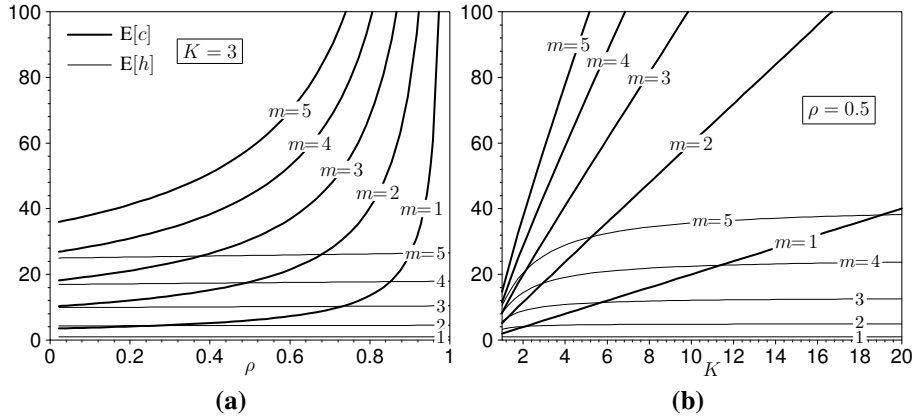 100
80
60
40
20
0
E[c]
E[h]
K = 3
m=5
m=4
m=3
m=2
m=1
m=5
4
3
2
1
0 0.2 0.4 0.6 0.8 1
ρ
(a)
100
80
60
40
20
0
m=5
m=4
m=3
m=2
ρ = 0.5
m=5
m=1
m=4
3
2
1
2 4 6 8 10 12 14 16 18 20
K
(b)